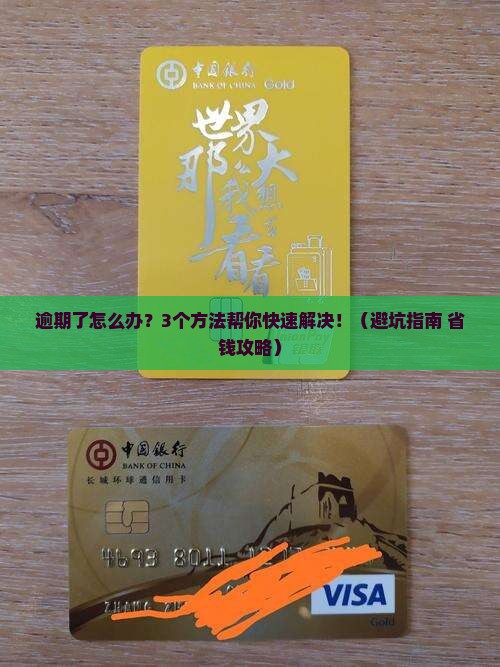 中国银行
BANK OF CHINA Gold
世界
那么大
我想去
看看
逾期了怎么办？3个方法帮你快速解决！（避坑指南 省
钱攻略）
中国银行
BANK OF CHINA
长城环球通信用卡
4693 8011
ZHANG
VISA
Gold